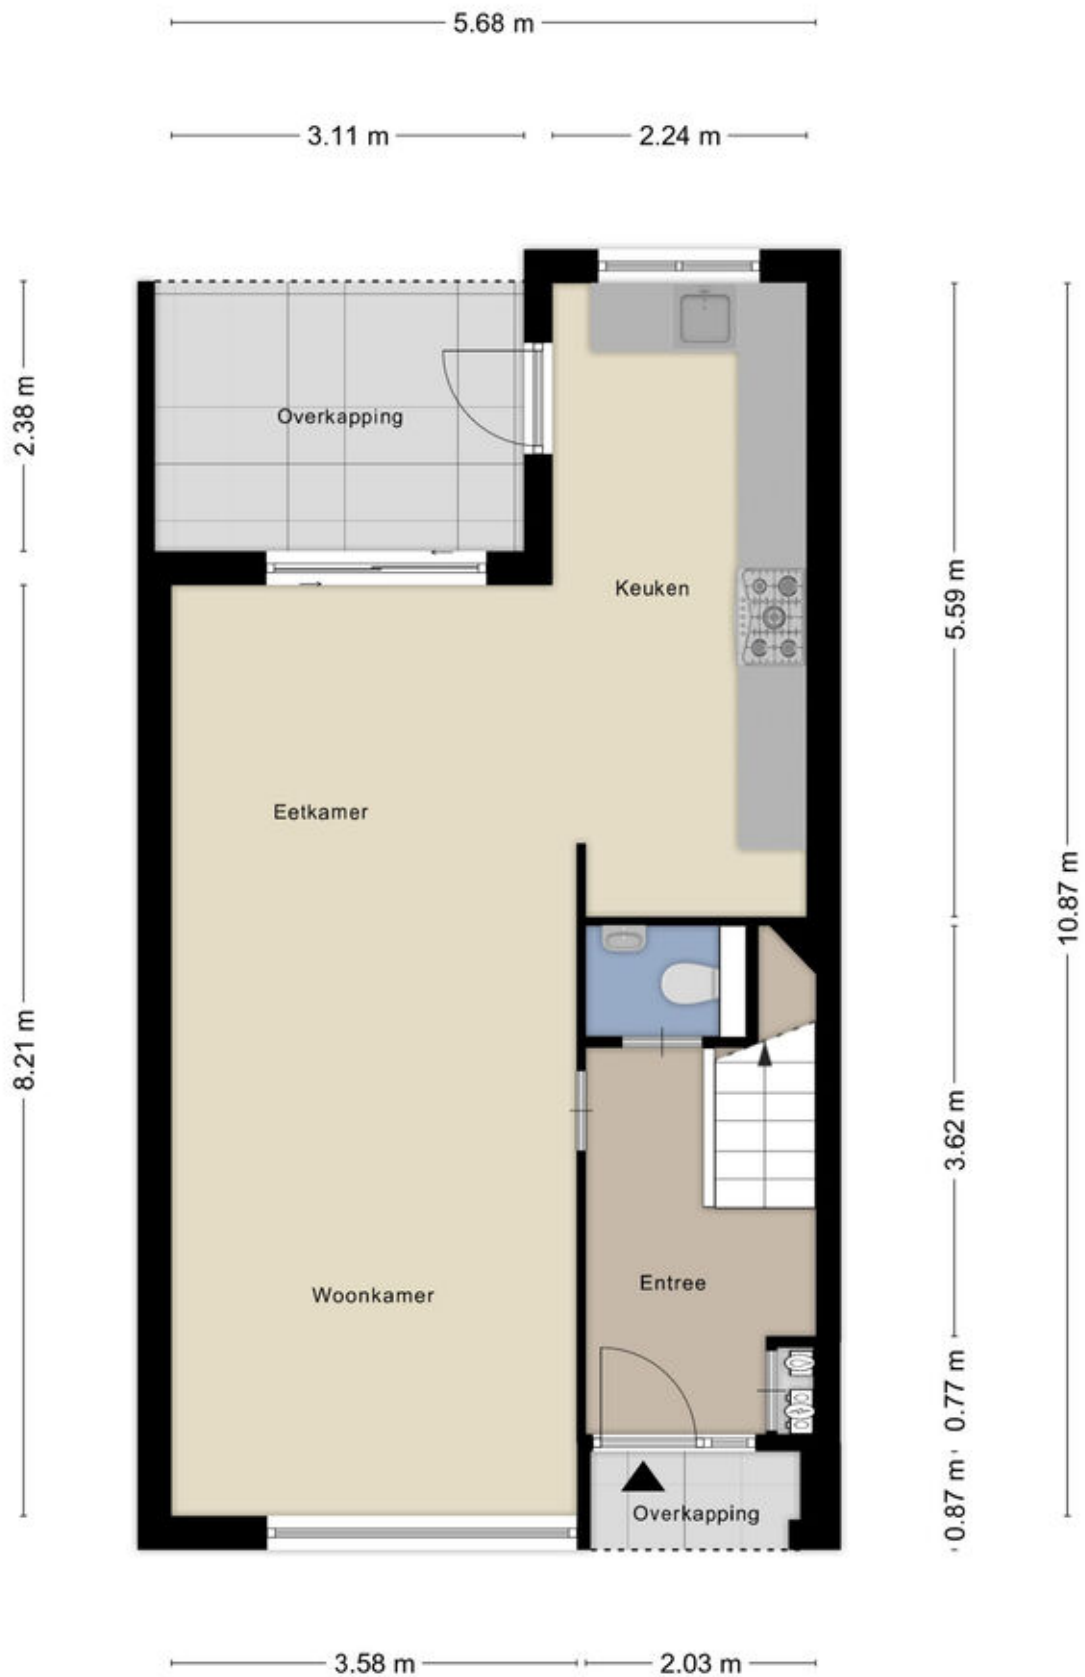 5.68 m
3.11 m
2.24 m
2.38 m
Overkapping
Keuken
5.59 m
Eetkamer
10.87 m
8.21 m
3.62 m
Entree
Woonkamer
0.77 m
0.87 m
Overkapping
3.58 m
2.03 m